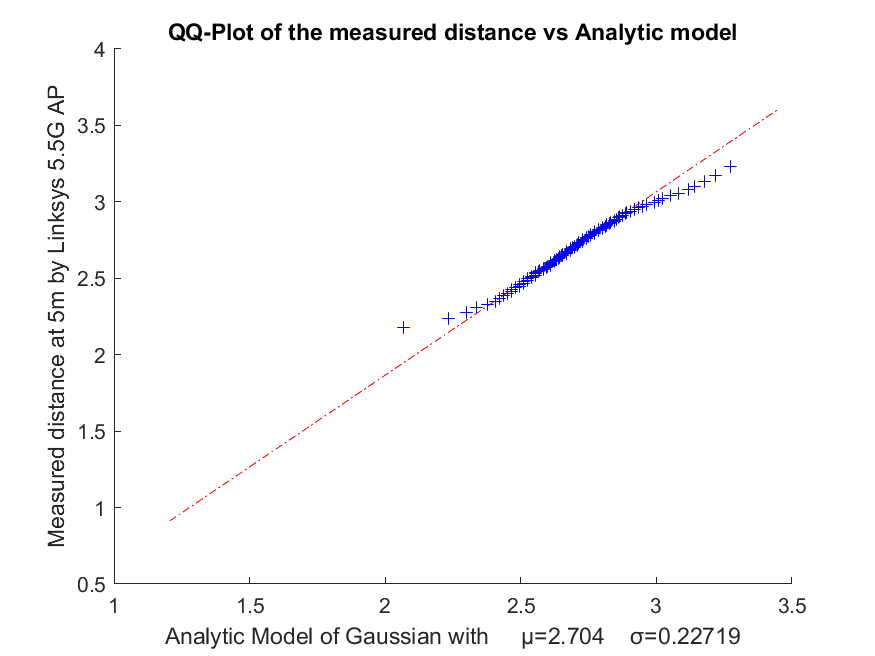 QQ-Plot of the measured distance vs Analytic model
Measured distance at 5m by Linksys 5.5G AP
4
3.5
3
2.5
2
1.5
1
0.5
1 1.5 2 2.5 3 3.5
Analytic Model of Gaussian with μ=2.704 σ=0.22719